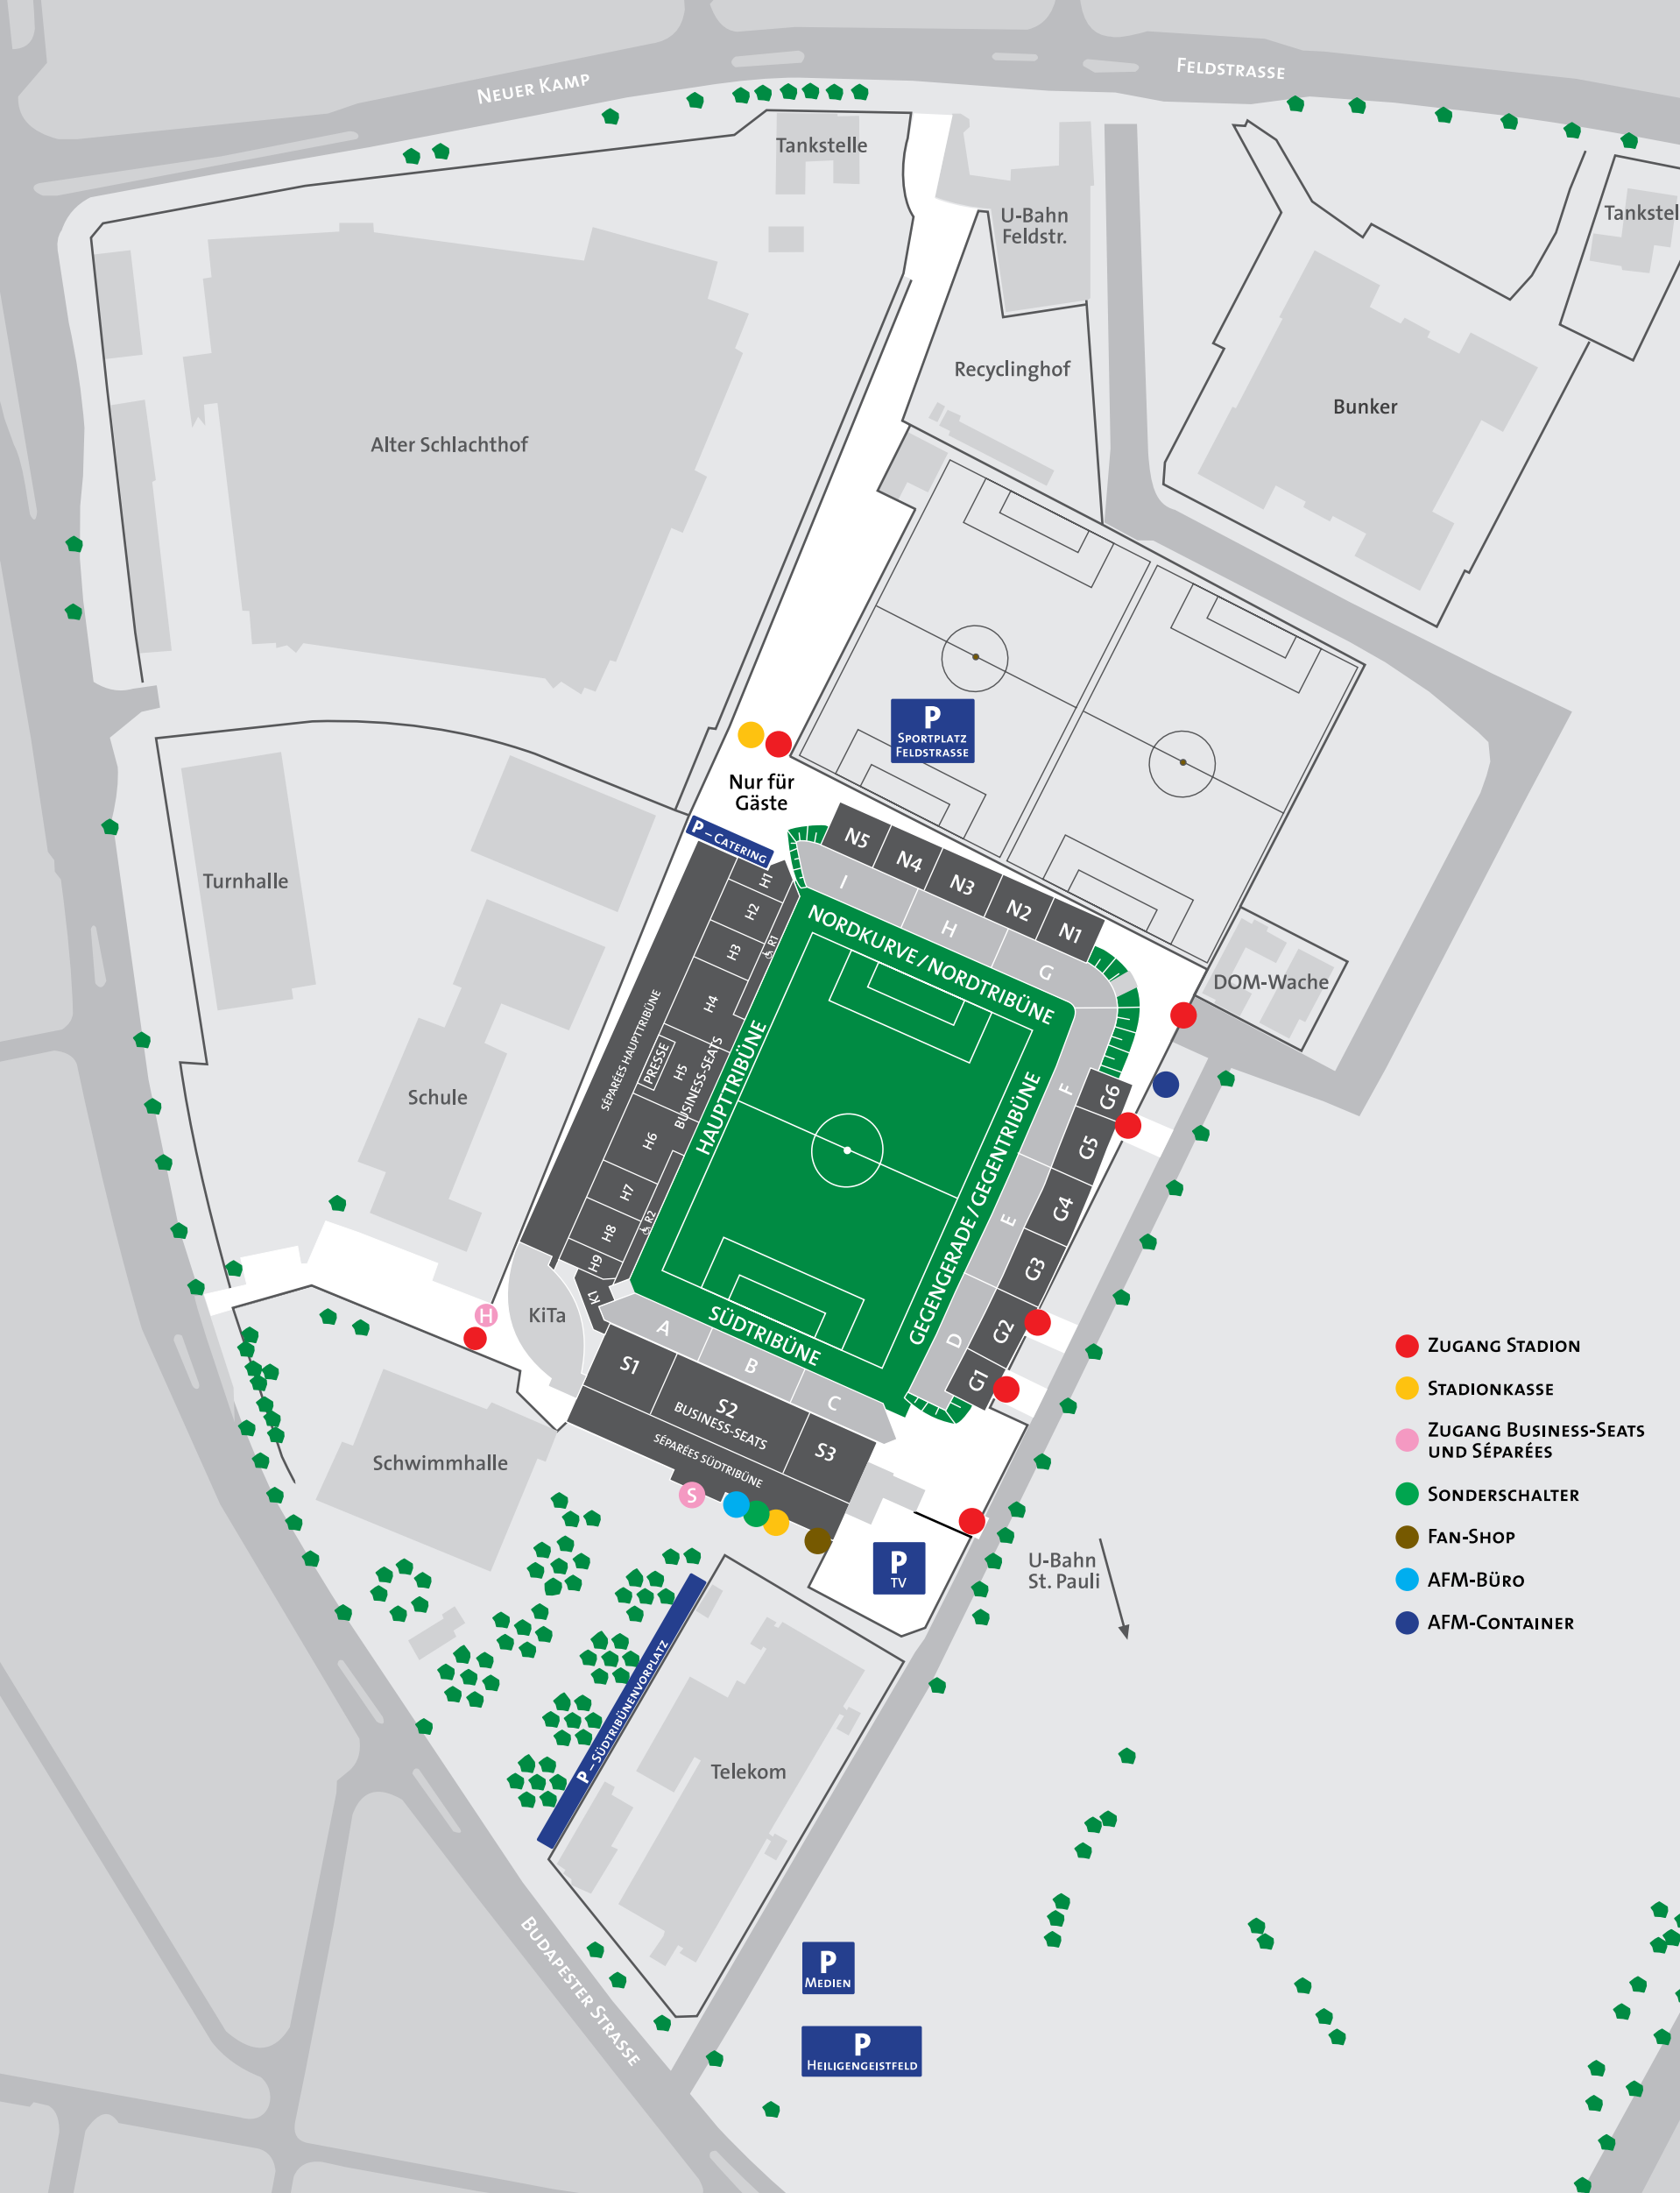 NEUER KAMP
FELDSTRASSE
Tankstelle
U-Bahn
Feldstr.
Tankstel
Recyclinghof
Bunker
Alter Schlachthof
P
SPORTPLATZ
FELDSTRASSE
Nur für
Gäste
P – CATERING
N5
N4
N3
N2
N1
I
H
G
NORDKURVE / NORDTRIBÜNE
Turnhalle
H1
H2
R1
H3
H4
SÉPARÉES HAUPTTRIBÜNE
PRESSE
H5
BUSINESS-SEATS
HAUPTTRIBÜNE
H6
H7
R2
H8
H9
K1
DOM-Wache
F
G6
G5
GEGENGERADE / GEGENTRIBÜNE
E
G4
G3
D
G2
G1
Schule
H
KiTa
A
SÜDTRIBÜNE
B
C
S1
S2
BUSINESS-SEATS
S3
SÉPARÉES SÜDTRIBÜNE
S
Schwimmhalle
P
TV
U-Bahn
St. Pauli
ZUGANG STADION
STADIONKASSE
ZUGANG BUSINESS-SEATS
UND SÉPARÉES
SONDERSCHALTER
FAN-SHOP
AFM-BÜRO
AFM-CONTAINER
P – SÜDTRIBÜNENVORPLATZ
Telekom
BUDAPESTER STRASSE
P
MEDIEN
P
HEILIGENGEISTFELD